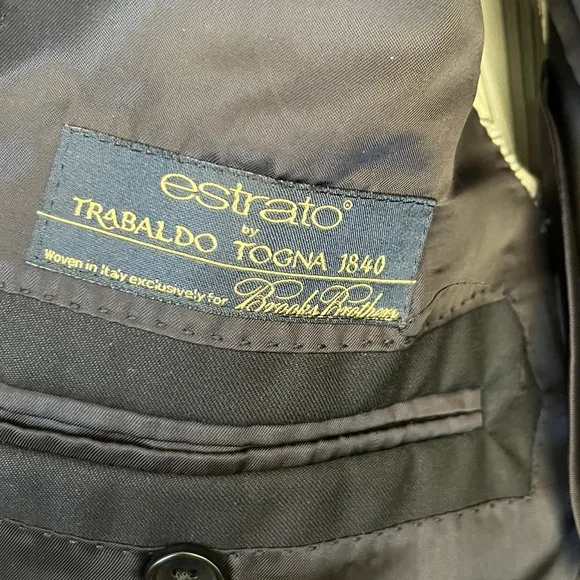 estrato°
by
TRABALDO TOGNA 1840
Woven in Italy exclusively for Brooks Brothers